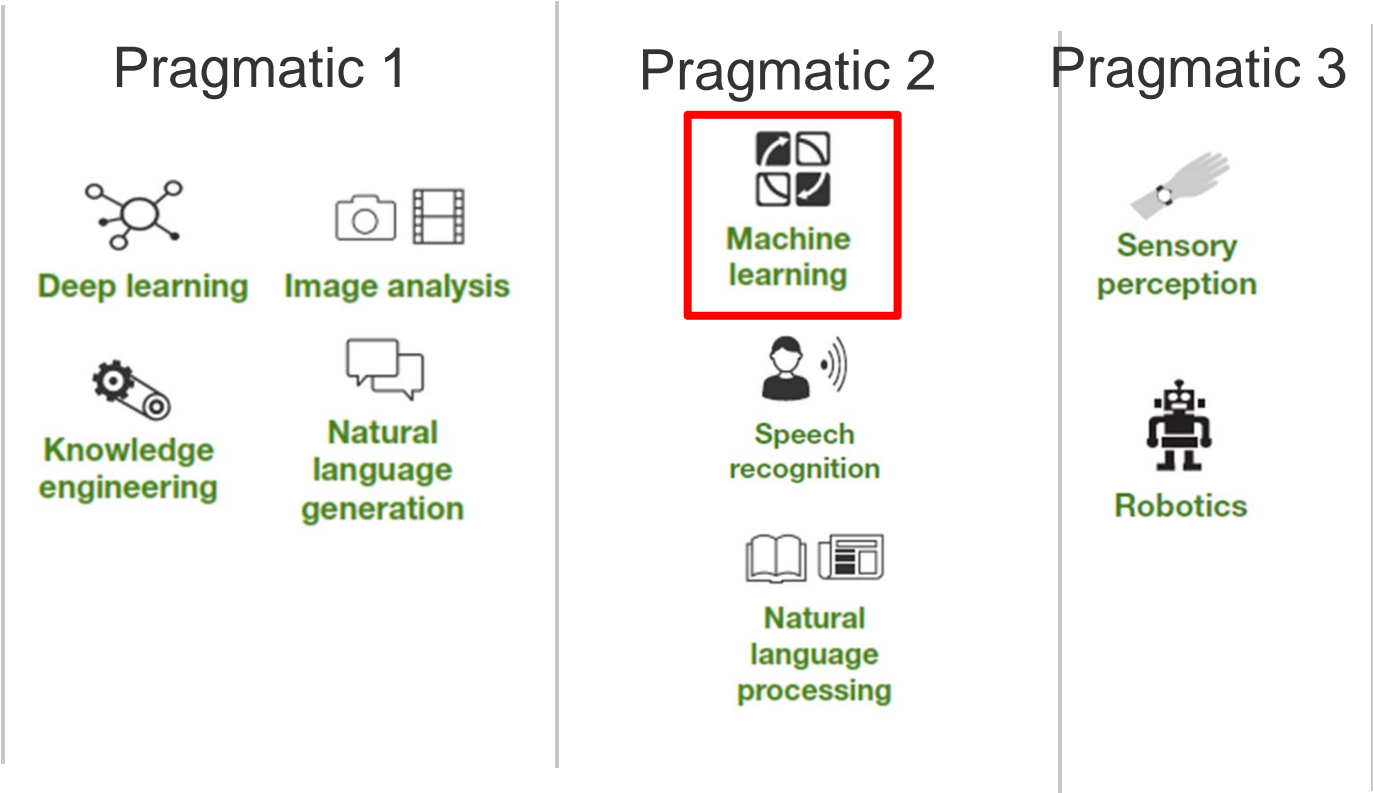 Pragmatic 1
Deep learning
Image analysis
Knowledge
engineering
Natural
language
generation
Pragmatic 2
Machine
learning
Speech
recognition
Natural
language
processing
Pragmatic 3
Sensory
perception
Robotics